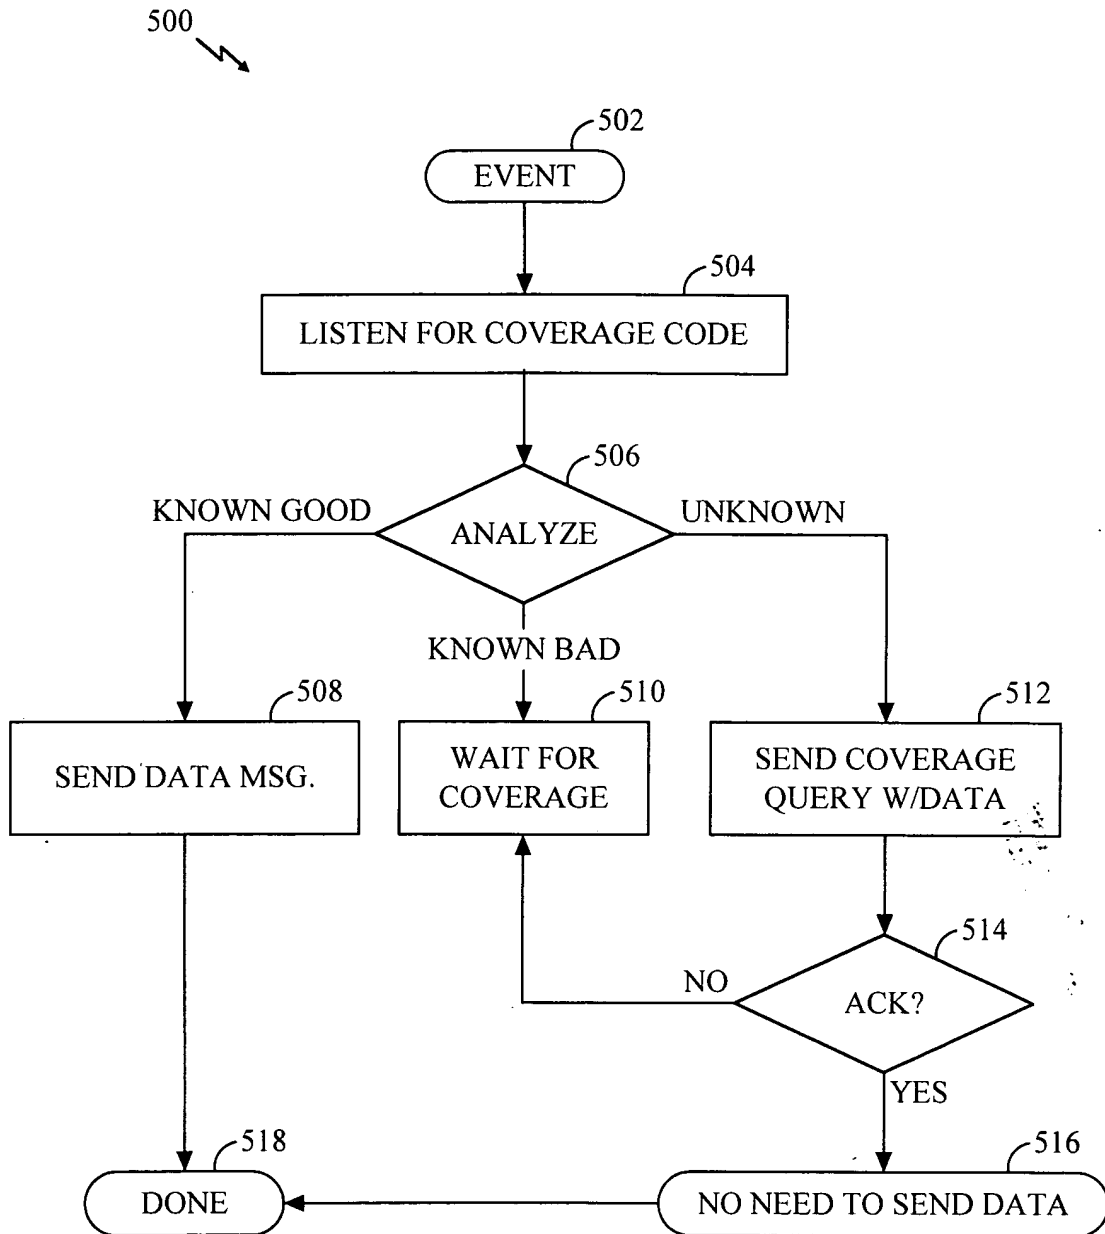 500
502
EVENT
504
LISTEN FOR COVERAGE CODE
506
KNOWN GOOD
ANALYZE
UNKNOWN
KNOWN BAD
508
510
512
SEND DATA MSG.
WAIT FOR
COVERAGE
SEND COVERAGE
QUERY W/DATA
514
NO
ACK?
YES
518
516
DONE
NO NEED TO SEND DATA